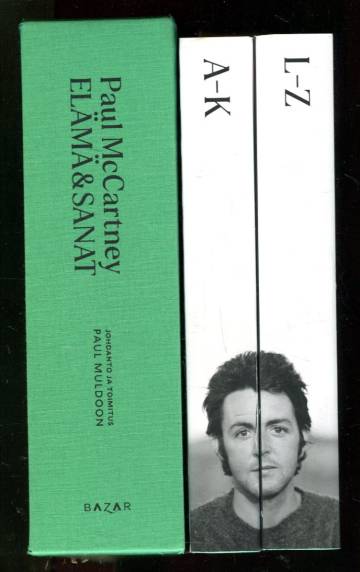 Paul McCartney
ELÄMÄ & SANAT
JOHDANTO JA TOIMITUS
PAUL MULDOON
BAZAR
A–K
L–Z